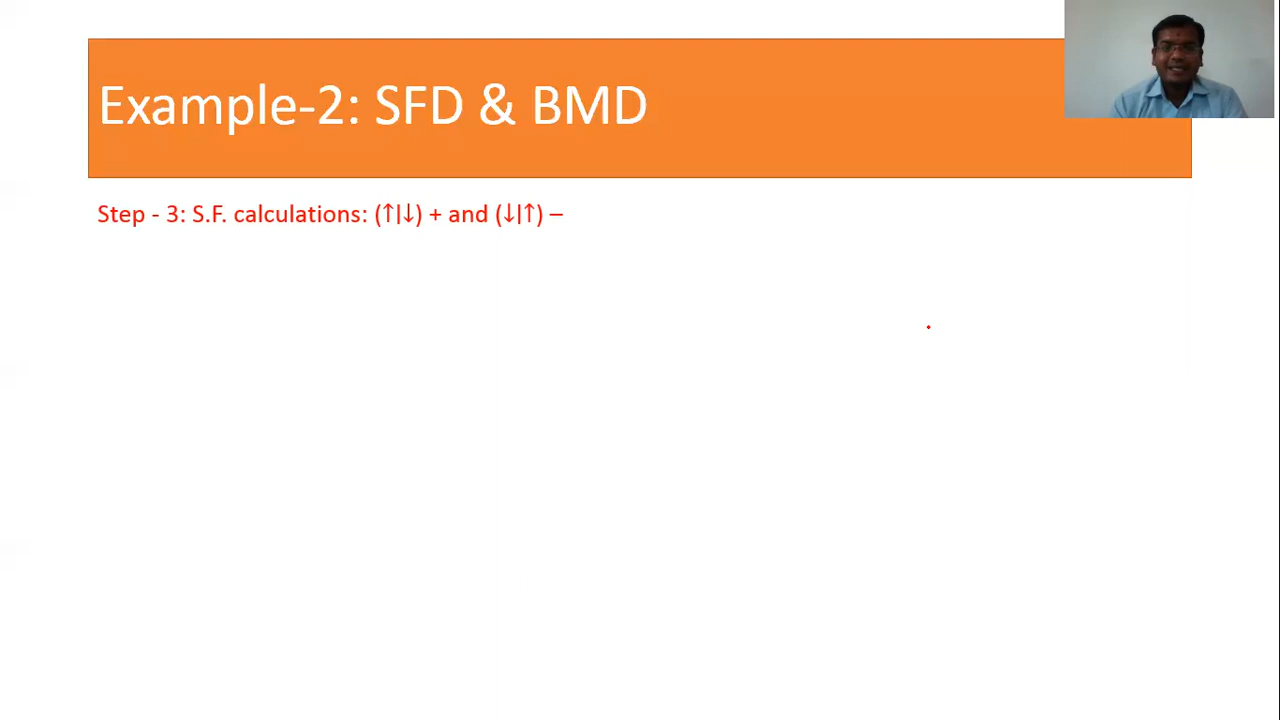 Example-2: SFD & BMD
Step - 3: S.F. calculations: (↑|↓) + and (↓|↑) –